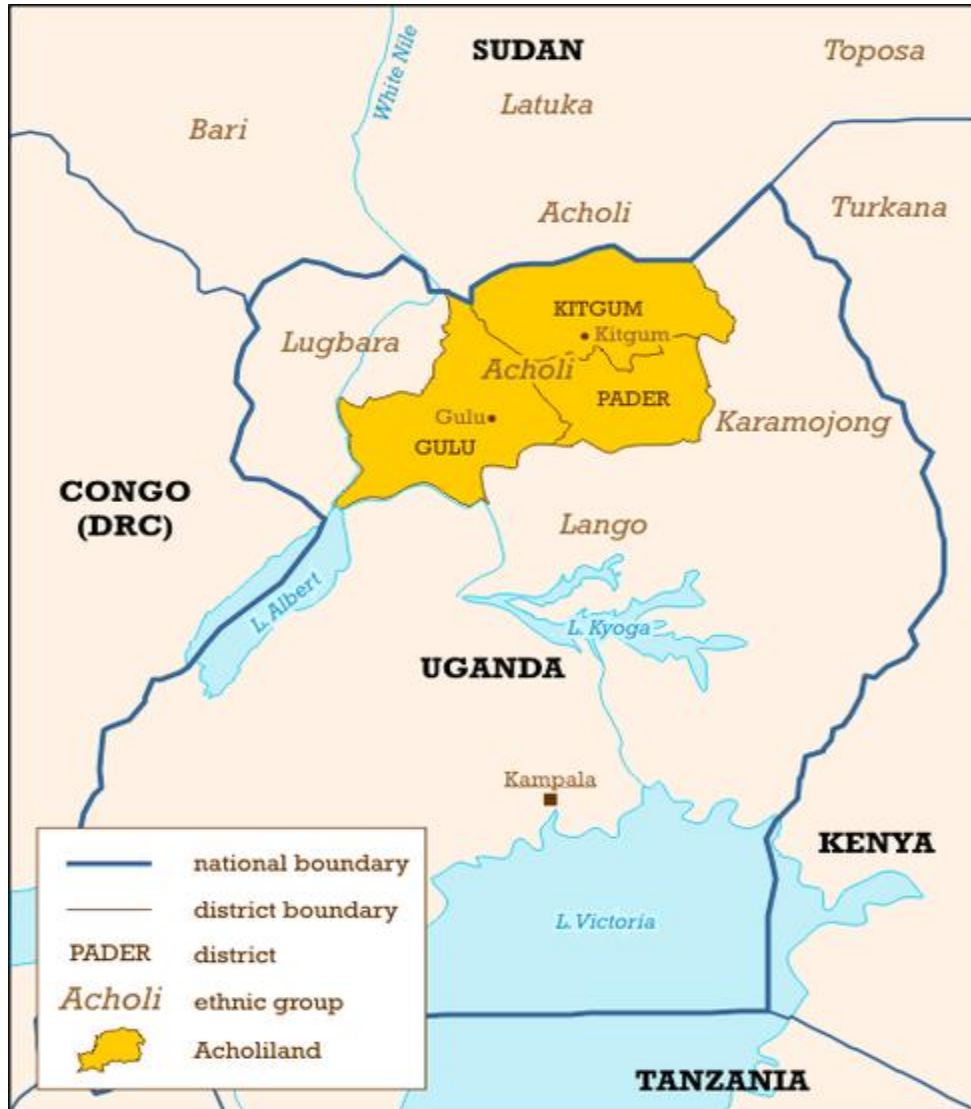 SUDAN
Toposa
White Nile
Latuka
Bari
Acholi
Turkana
KITGUM
Kitgum
Lugbara
Acholi
PADER
Gulu
GULU
Karamojong
CONGO
(DRC)
Lango
L. Albert
L. Kyoga
UGANDA
Kampala
KENYA
L. Victoria
national boundary
district boundary
PADER district
Acholi ethnic group
Acholiland
TANZANIA